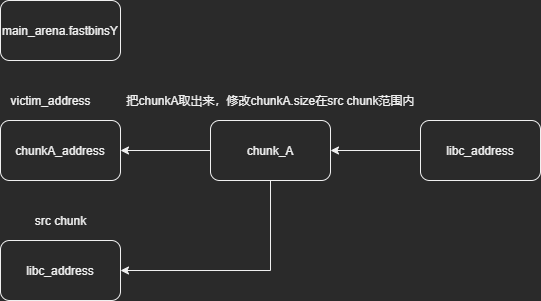 main_arena.fastbinsY
victim_address
把chunkA取出来，修改chunkA.size在src chunk范围内
chunkA_address
chunk_A
libc_address
src chunk
libc_address